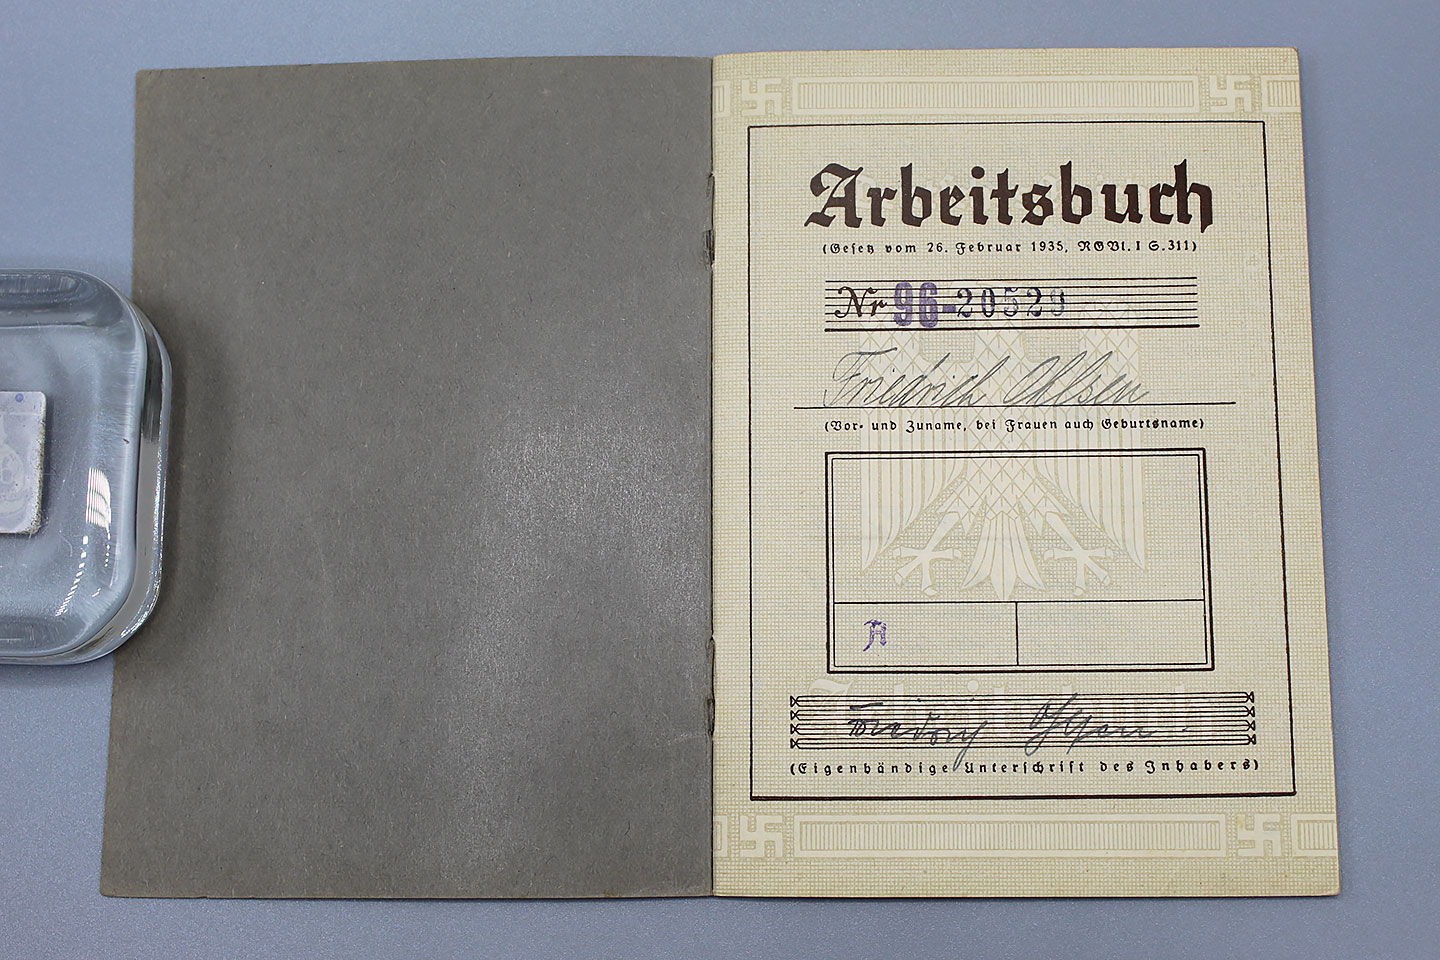 Arbeitsbuch
(Gesetz vom 26. Februar 1935, RGBl. I S. 311)
Nr 96-20529
Friedrich Ohlsen
(Vor- und Zuname, bei Frauen auch Geburtsname)
A
(Eigenhändige Unterschrift des Inhabers)